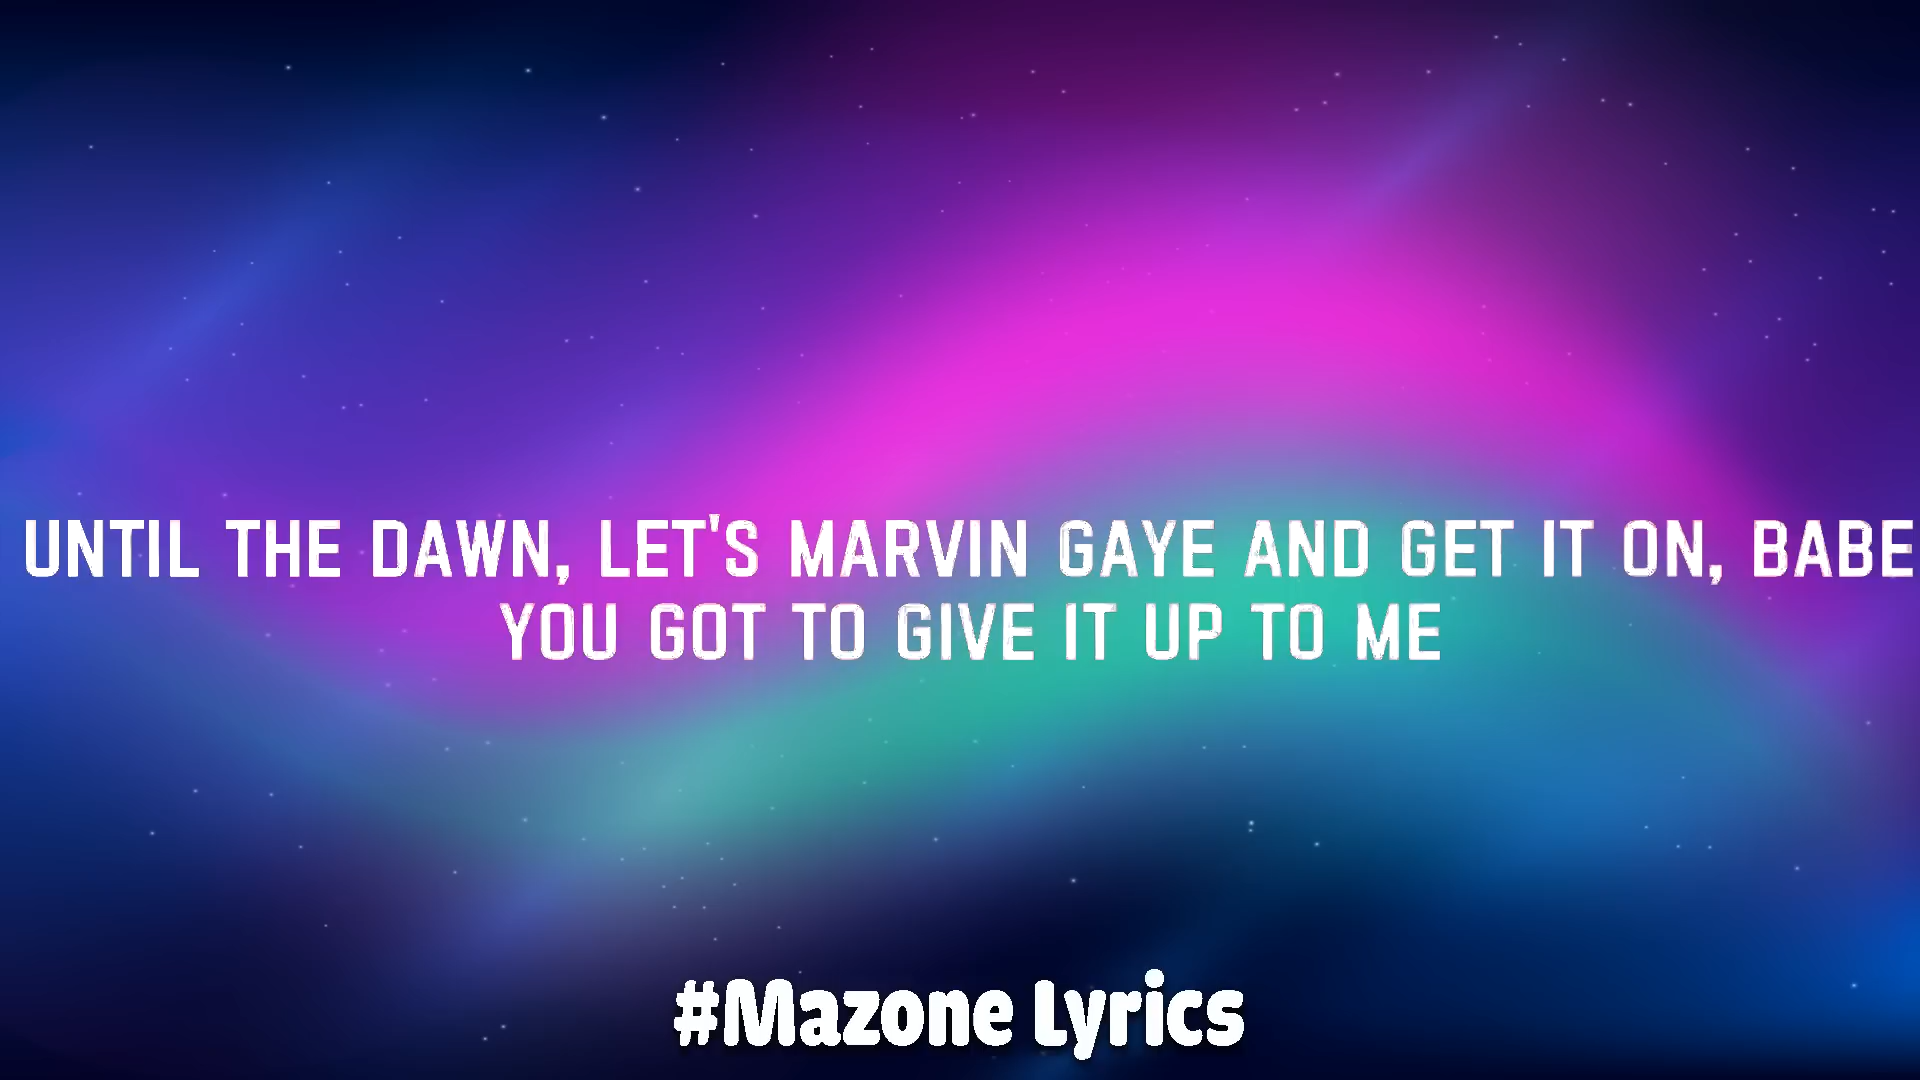 UNTIL THE DAWN, LET'S MARVIN GAYE AND GET IT ON, BABE
YOU GOT TO GIVE IT UP TO ME
#Mazone Lyrics